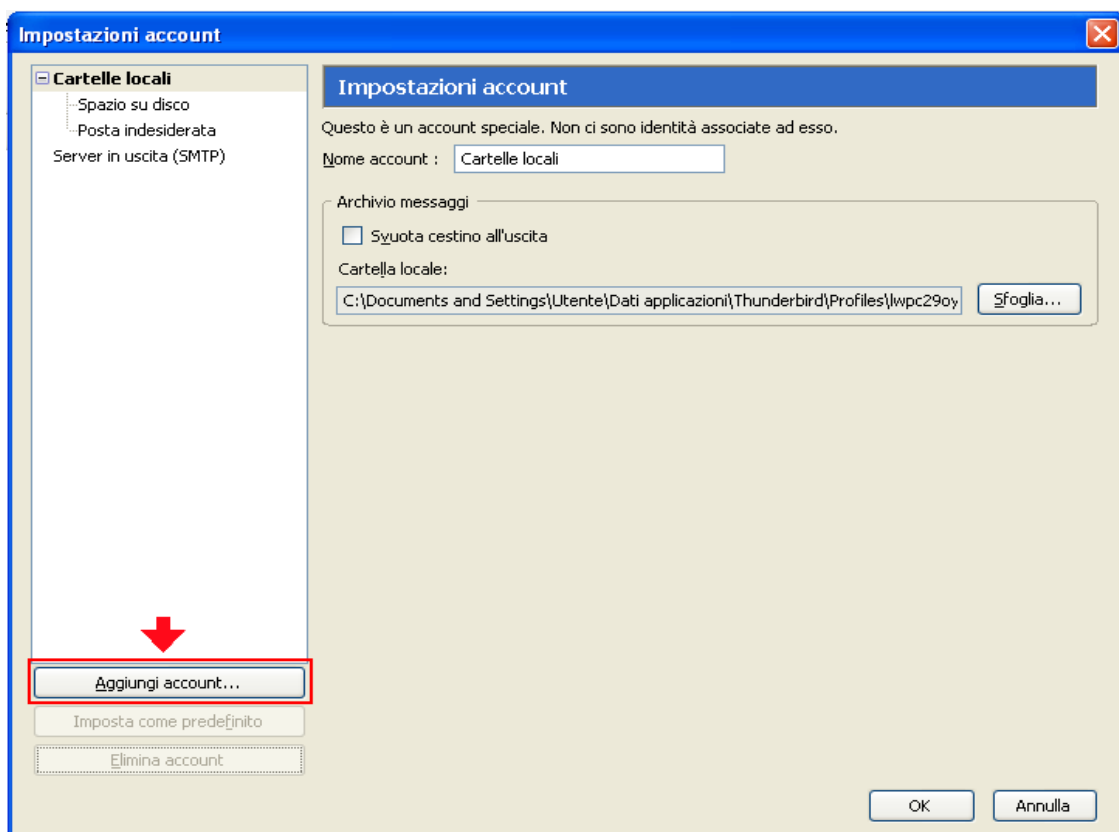 Impostazioni account
Cartelle locali
Spazio su disco
Posta indesiderata
Server in uscita (SMTP)
Aggiungi account...
Imposta come predefinito
Elimina account
Impostazioni account
Questo è un account speciale. Non ci sono identità associate ad esso.
Nome account : Cartelle locali
Archivio messaggi
Svuota cestino all'uscita
Cartella locale:
C:\Documents and Settings\Utente\Dati applicazioni\Thunderbird\Profiles\lwpc29oy Sfoglia...
OK Annulla